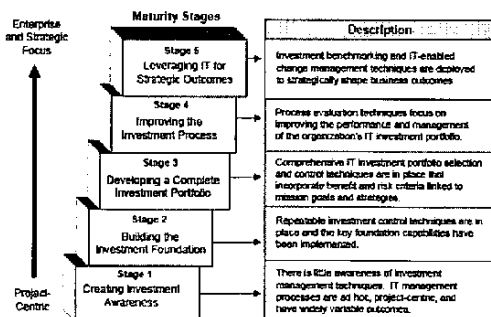 Enterprise
and Strategic
Focus
Maturity Stages
Description
Stage 5
Leveraging IT for
Strategic Outcomes
Investment benchmarking and IT-enabled
change management techniques are deployed
to strategically shape business outcomes
Stage 4
Improving the
Investment Process
Process evaluation techniques focus on
improving the performance and management
of the organization's IT investment portfolio.
Stage 3
Developing a Complete
Investment Portfolio
Comprehensive IT investment portfolio selection
and control techniques are in place that
incorporate benefit and risk criteria linked to
mission goals and strategies.
Stage 2
Building the
Investment Foundation
Repeatable investment control techniques are in
place and the key foundation capabilities have
been implemented.
Stage 1
Creating Investment
Awareness
There is little awareness of investment
management techniques. IT management
processes are ad hoc, project-centric, and
have widely variable outcomes.
Project-
Centric